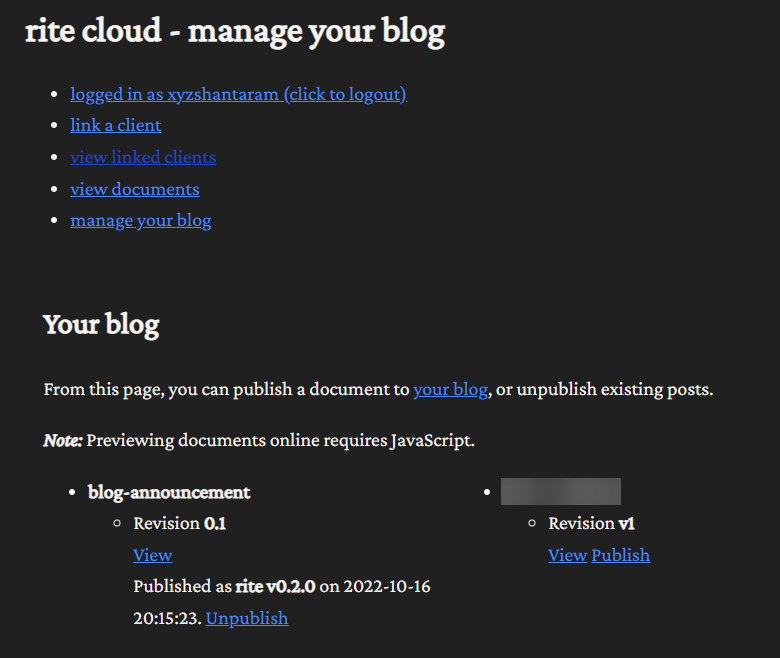 rite cloud - manage your blog
logged in as xyzshantaram (click to logout)
link a client
view linked clients
view documents
manage your blog
Your blog
From this page, you can publish a document to your blog, or unpublish existing posts.
Note: Previewing documents online requires JavaScript.
blog-announcement
Revision 0.1
View
Published as rite v0.2.0 on 2022-10-16
20:15:23. Unpublish
Revision v1
View Publish